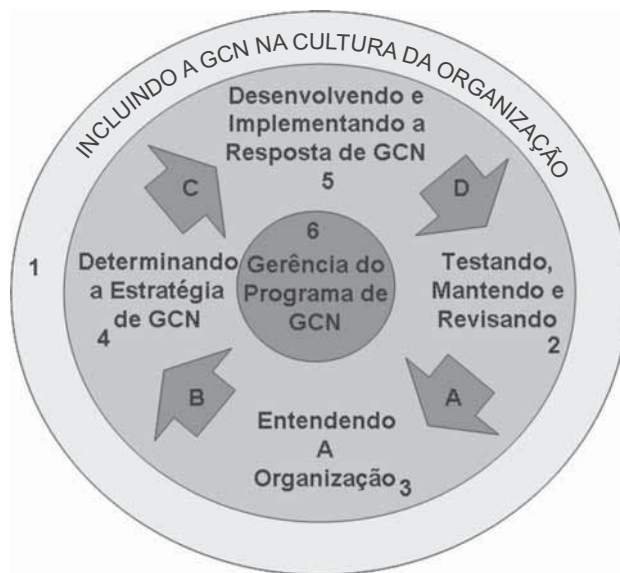 INCLUINDO A GCN NA CULTURA DA ORGANIZAÇÃO
Desenvolvendo e
Implementando a
Resposta de GCN
5
C
D
1
Determinando
a Estratégia
de GCN
4
6
Gerência do
Programa de
GCN
Testando,
Mantendo e
Revisando
2
B
A
Entendendo
A
Organização
3